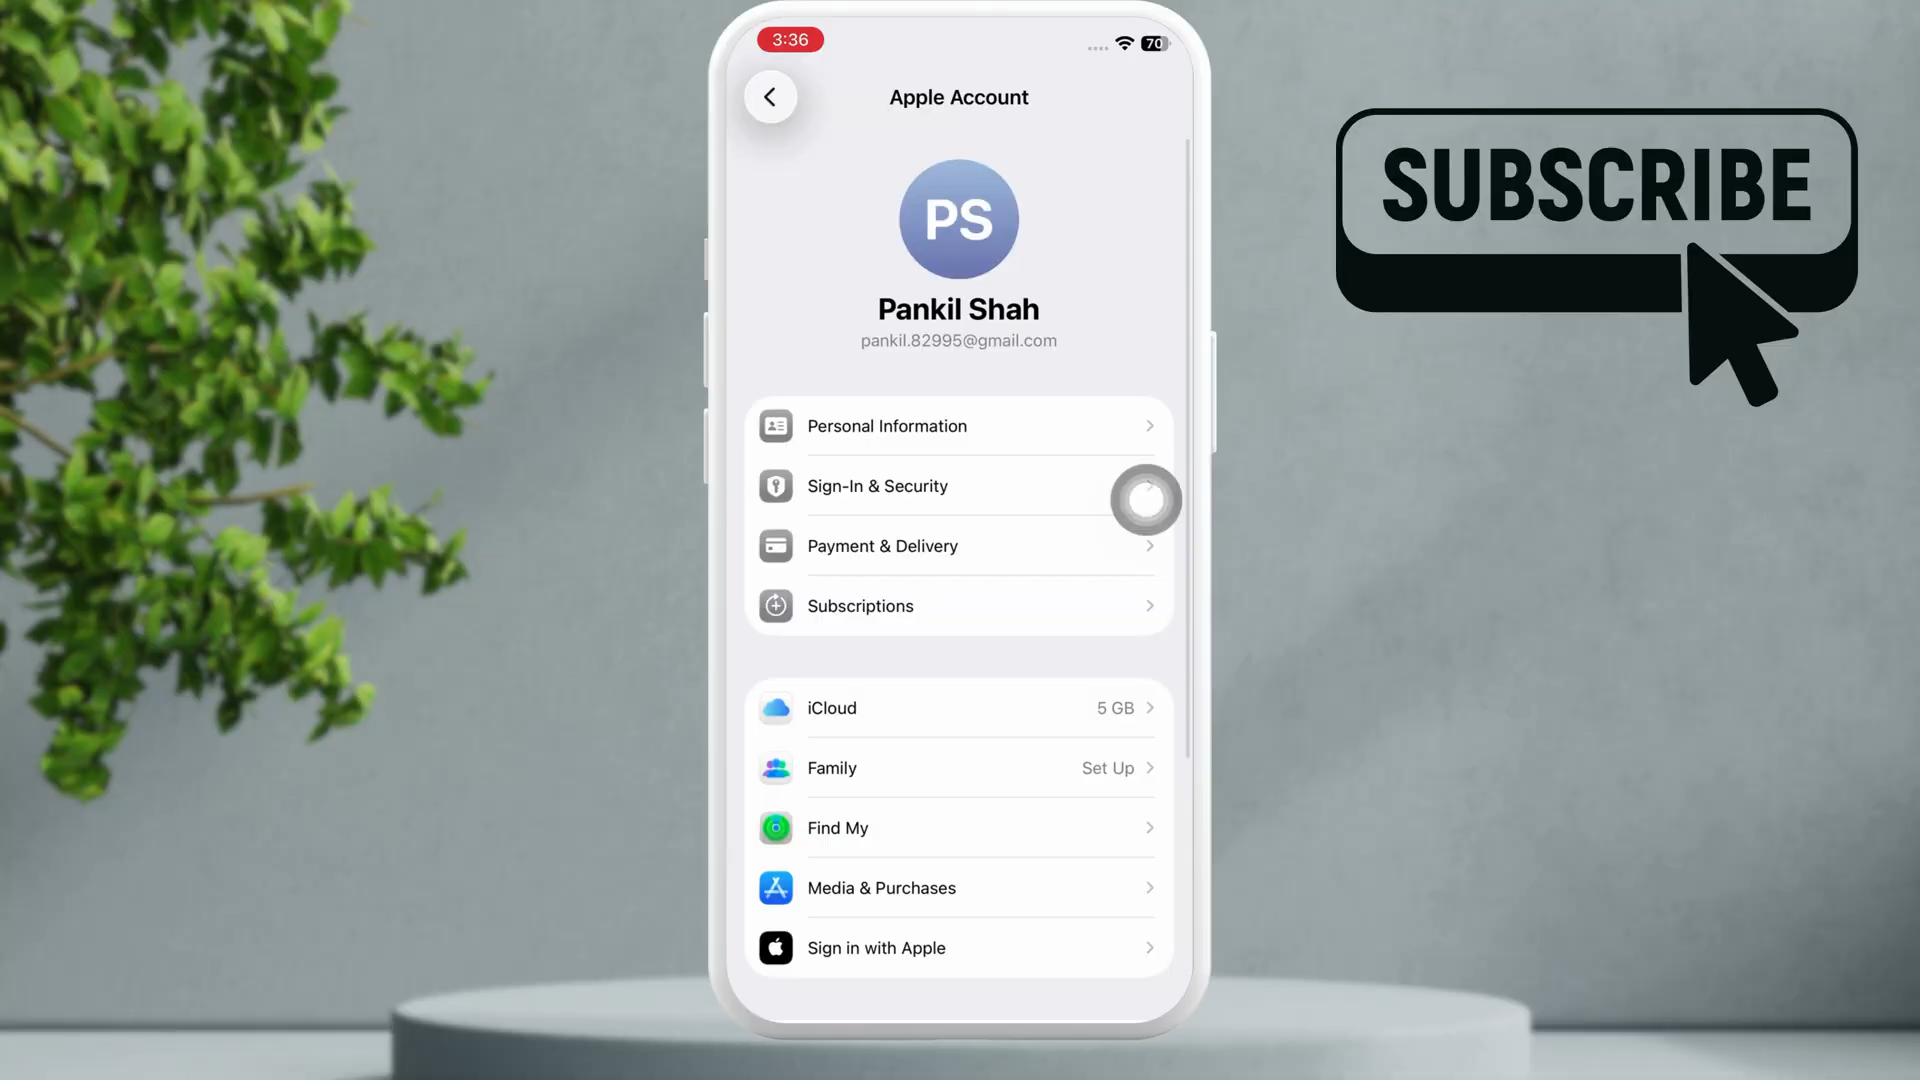 3:36
70
Apple Account
PS
Pankil Shah
pankil.82995@gmail.com
Personal Information
Sign-In & Security
Payment & Delivery
Subscriptions
iCloud 5 GB
Family Set Up
Find My
Media & Purchases
Sign in with Apple
SUBSCRIBE